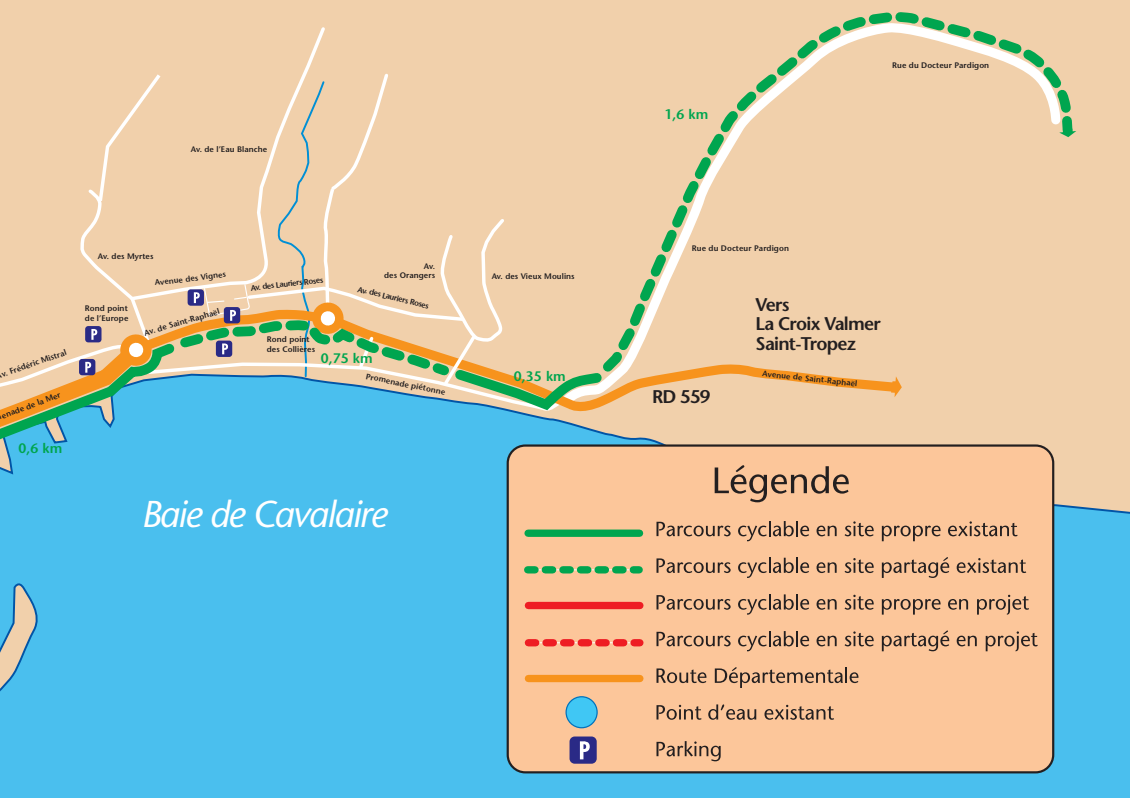 Rue du Docteur Pardigon
1,6 km
Av. de l'Eau Blanche
Rue du Docteur Pardigon
Av. des Myrtes
Av.
des Orangers
Av. des Vieux Moulins
Avenue des Vignes
P
Av. des Lauriers Roses
Av. des Lauriers Roses
Rond point
de l'Europe
P
Av. de Saint-Raphaël
P
Rond point
des Collières
P
Vers
La Croix Valmer
Saint-Tropez
0,75 km
Av. Frédéric Mistral
P
0,35 km
Promenade piétonne
Avenue de Saint-Raphaël
RD 559
enade de la Mer
0,6 km
Baie de Cavalaire
Légende
Parcours cyclable en site propre existant
Parcours cyclable en site partagé existant
Parcours cyclable en site propre en projet
Parcours cyclable en site partagé en projet
Route Départementale
Point d'eau existant
P Parking